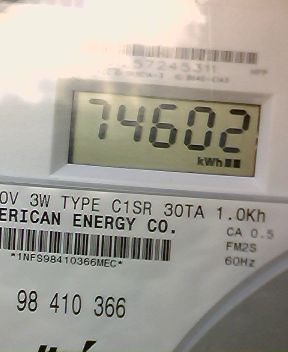 57245311
74602
kWh
0V 3W TYPE C1SR 30TA 1.0Kh
ERICAN ENERGY CO.
CA 0.5
FM2S
*1NFS98410366MEC*
60Hz
98 410 366